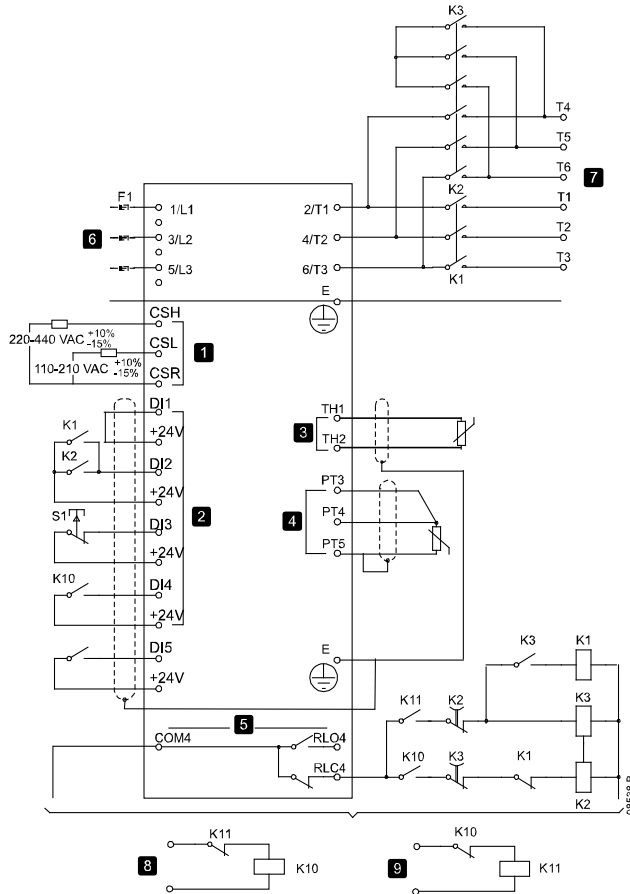 K3
T4
T5
T6
7
K2
T1
T2
T3
K1
F1
1/L1
2/T1
6
3/L2
4/T2
5/L3
6/T3
E
CSH
220-440 VAC +10% -15%
CSL
1
110-210 VAC +10% -15%
CSR
DI1
K1
+24V
K2
DI2
+24V
2
S1
DI3
+24V
K10
DI4
+24V
DI5
+24V
3
TH1
TH2
PT3
4
PT4
PT5
E
5
COM4
RLO4
RLC4
K3
K1
K11
K2
K3
K10
K3
K1
K2
8
K11
K10
9
K10
K11